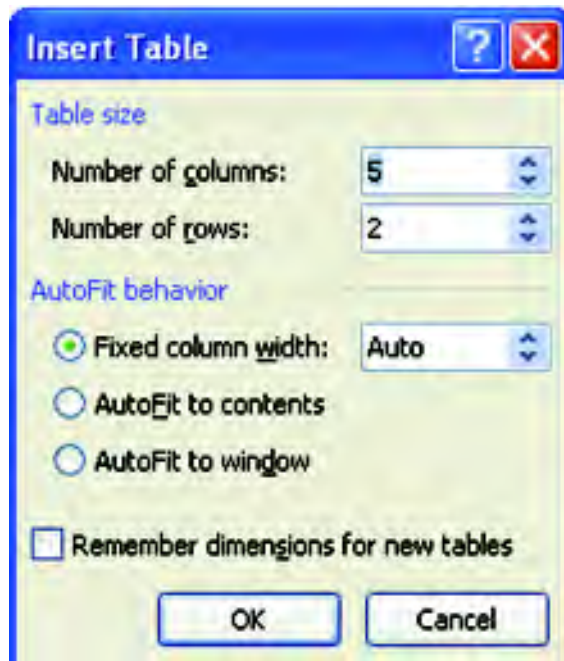 Insert Table
Table size
Number of columns: 5
Number of rows: 2
AutoFit behavior
Fixed column width: Auto
AutoFit to contents
AutoFit to window
Remember dimensions for new tables
OK Cancel